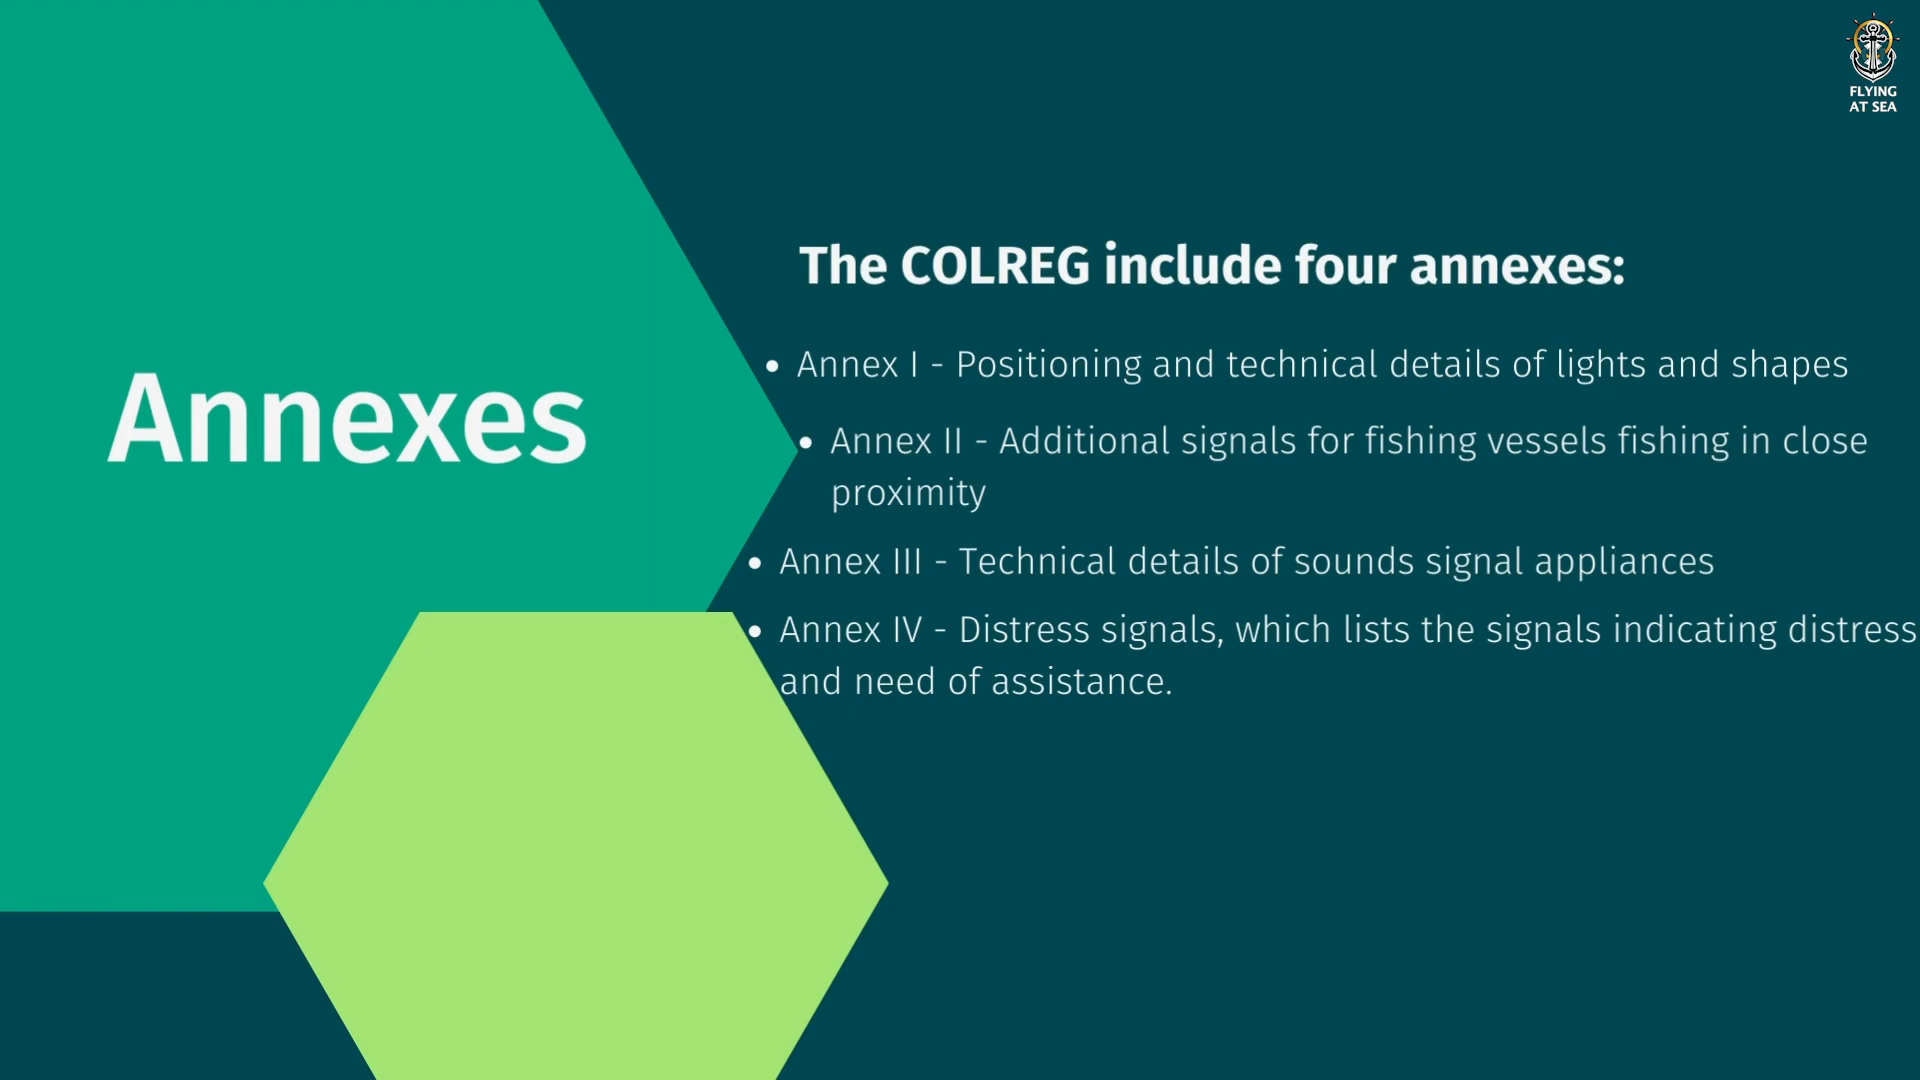 FLYING
AT SEA
Annexes
The COLREG include four annexes:
• Annex I - Positioning and technical details of lights and shapes
• Annex II - Additional signals for fishing vessels fishing in close
proximity
• Annex III - Technical details of sounds signal appliances
• Annex IV - Distress signals, which lists the signals indicating distress
and need of assistance.